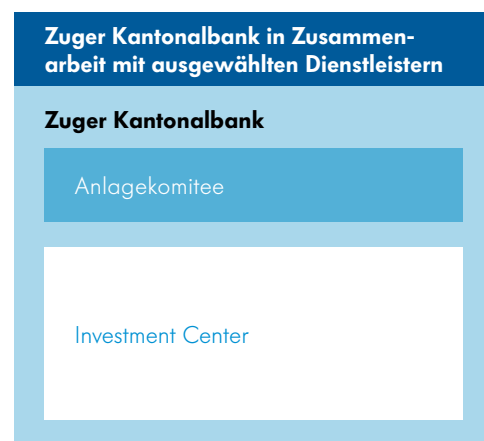 Zuger Kantonalbank in Zusammen-
arbeit mit ausgewählten Dienstleistern
Zuger Kantonalbank
Anlagekomitee
Investment Center